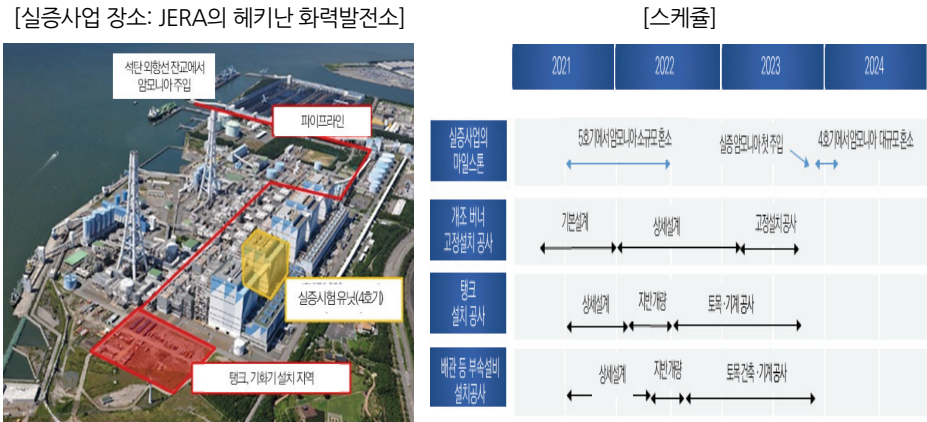 [실증사업 장소: JERA의 헤키난 화력발전소]
석탄 외항선 잔교에서
암모니아 주입
파이프라인
실증시험 유닛(4호기)
탱크, 기화기 설치 지역
[스케쥴]
2021 2022 2023 2024
실증사업의
마일스톤
5호기에서 암모니아 소규모 혼소
실증 암모니아 첫 주입
4호기에서 암모니아 대규모 혼소
개조 버너
고정설치 공사
기본설계
상세설계
고정설치 공사
탱크
설치 공사
상세설계
지반 개량
토목·기계 공사
배관 등 부속설비
설치공사
상세설계
지반 개량
토목 건축·기계 공사